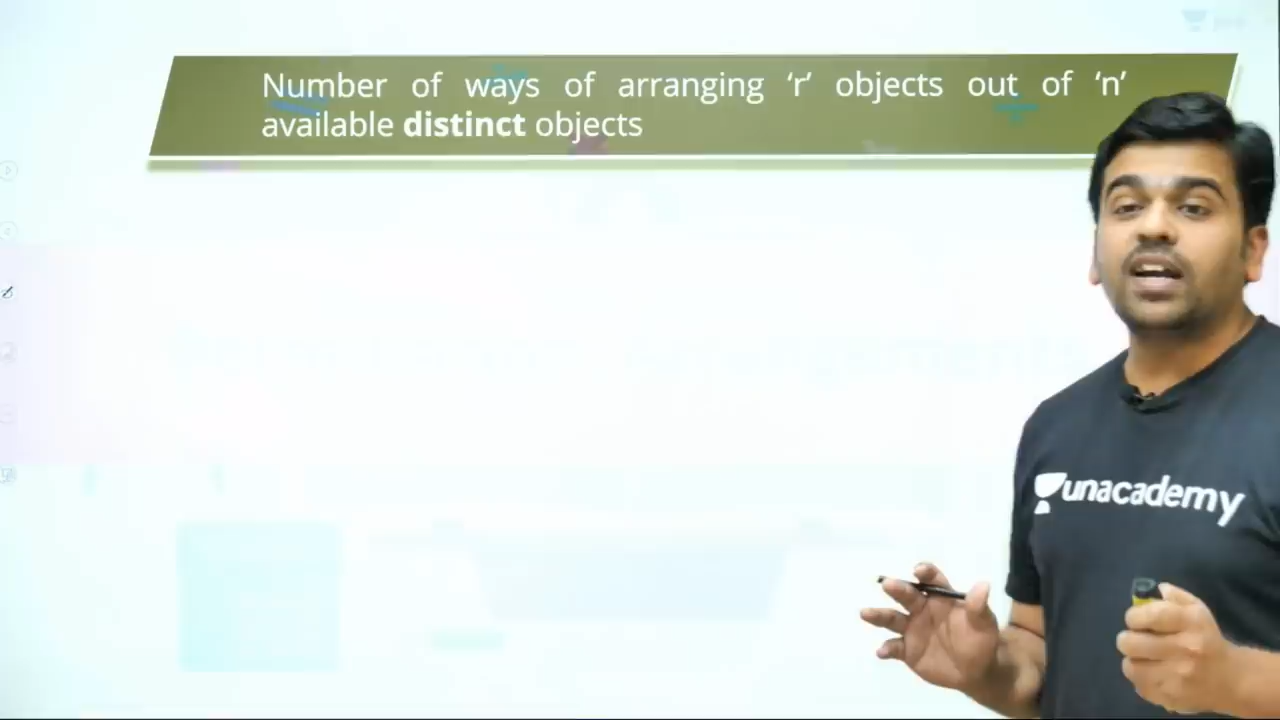 Number of ways of arranging ‘r’ objects out of ‘n’
available distinct objects
unacademy